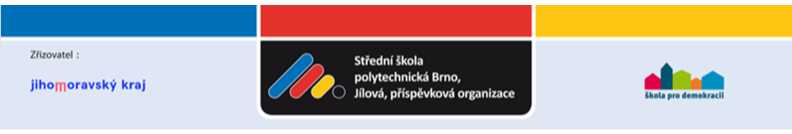 Zřizovatel :
jihomoravský kraj
Střední škola
polytechnická Brno,
Jílová, příspěvková organizace
škola pro demokracii